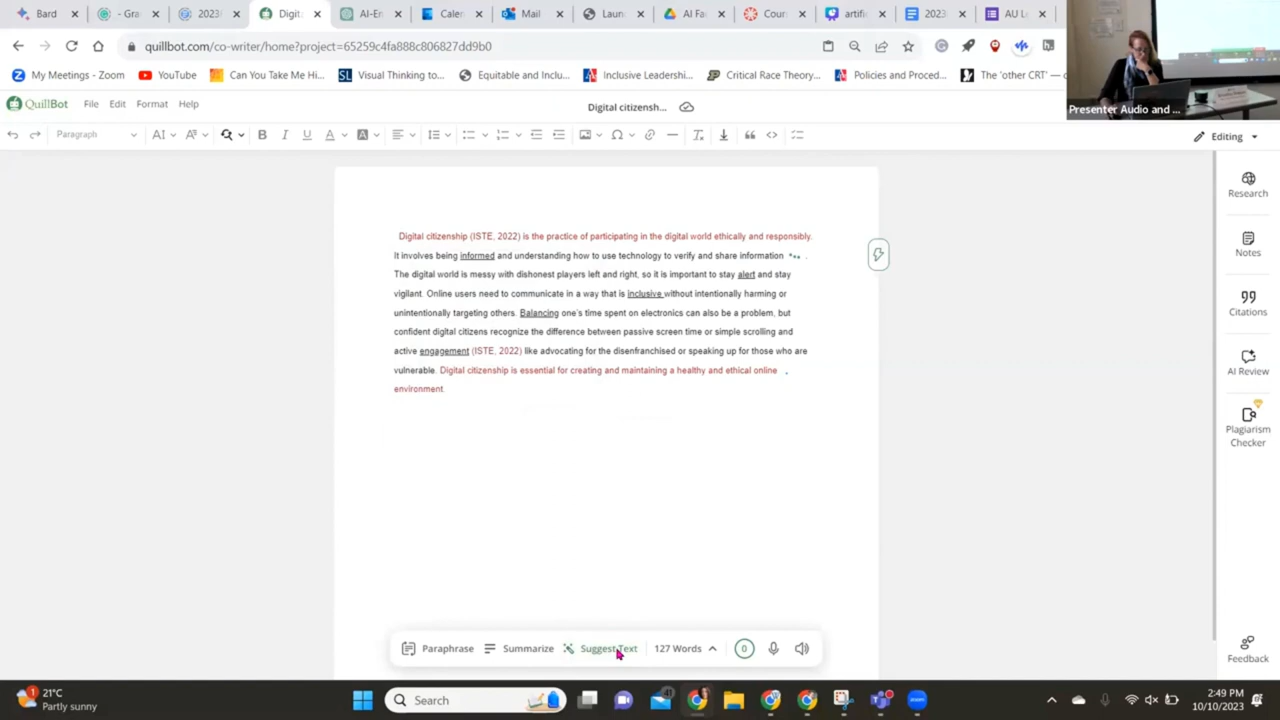 Bard
Gra
2023
Digit
AI-En
Calen
Mail
Laun
AI Fa
Cours
artific
2023
AU Le
quillbot.com/co-writer/home?project=65259c4fa888c806827dd9b0
My Meetings - Zoom
YouTube
Can You Take Me Hi...
Visual Thinking to...
Equitable and Inclu...
Inclusive Leadershi...
Critical Race Theory...
Policies and Proced...
The 'other CRT'
Presenter Audio and
QuillBot File Edit Format Help
Digital citizensh...
Paragraph
Editing
Digital citizenship (ISTE, 2022) is the practice of participating in the digital world ethically and responsibly.
It involves being informed and understanding how to use technology to verify and share information .
The digital world is messy with dishonest players left and right, so it is important to stay alert and stay
vigilant. Online users need to communicate in a way that is inclusive without intentionally harming or
unintentionally targeting others. Balancing one's time spent on electronics can also be a problem, but
confident digital citizens recognize the difference between passive screen time or simple scrolling and
active engagement (ISTE, 2022) like advocating for the disenfranchised or speaking up for those who are
vulnerable. Digital citizenship is essential for creating and maintaining a healthy and ethical online
environment.
Research
Notes
Citations
AI Review
Plagiarism
Checker
Feedback
Paraphrase Summarize Suggest Text 127 Words 0
21°C
Partly sunny
Search
2:49 PM
10/10/2023